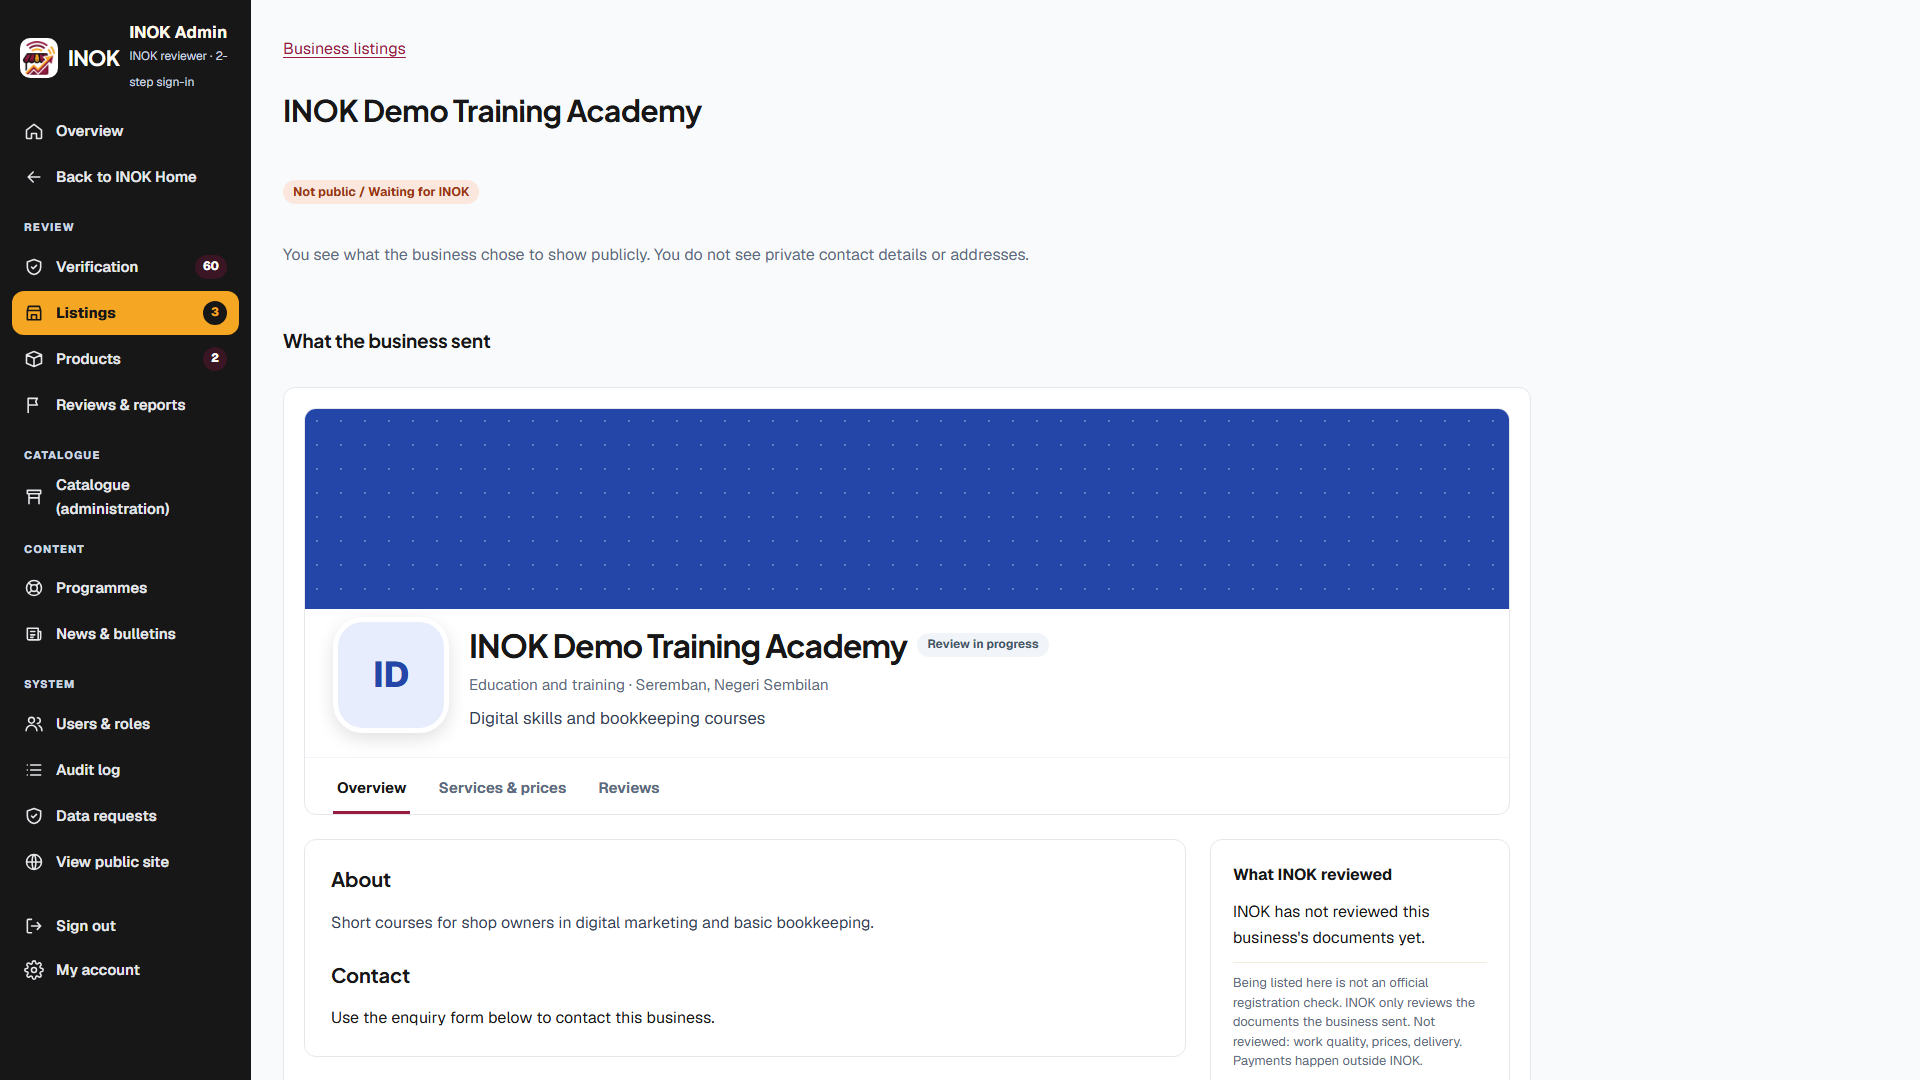 INOK
INOK Admin
INOK reviewer · 2-
step sign-in
Overview
Back to INOK Home
REVIEW
Verification 60
Listings 3
Products 2
Reviews & reports
CATALOGUE
Catalogue
(administration)
CONTENT
Programmes
News & bulletins
SYSTEM
Users & roles
Audit log
Data requests
View public site
Sign out
My account
Business listings
INOK Demo Training Academy
Not public / Waiting for INOK
You see what the business chose to show publicly. You do not see private contact details or addresses.
What the business sent
ID
INOK Demo Training Academy Review in progress
Education and training · Seremban, Negeri Sembilan
Digital skills and bookkeeping courses
Overview Services & prices Reviews
About
Short courses for shop owners in digital marketing and basic bookkeeping.
Contact
Use the enquiry form below to contact this business.
What INOK reviewed
INOK has not reviewed this
business's documents yet.
Being listed here is not an official
registration check. INOK only reviews the
documents the business sent. Not
reviewed: work quality, prices, delivery.
Payments happen outside INOK.